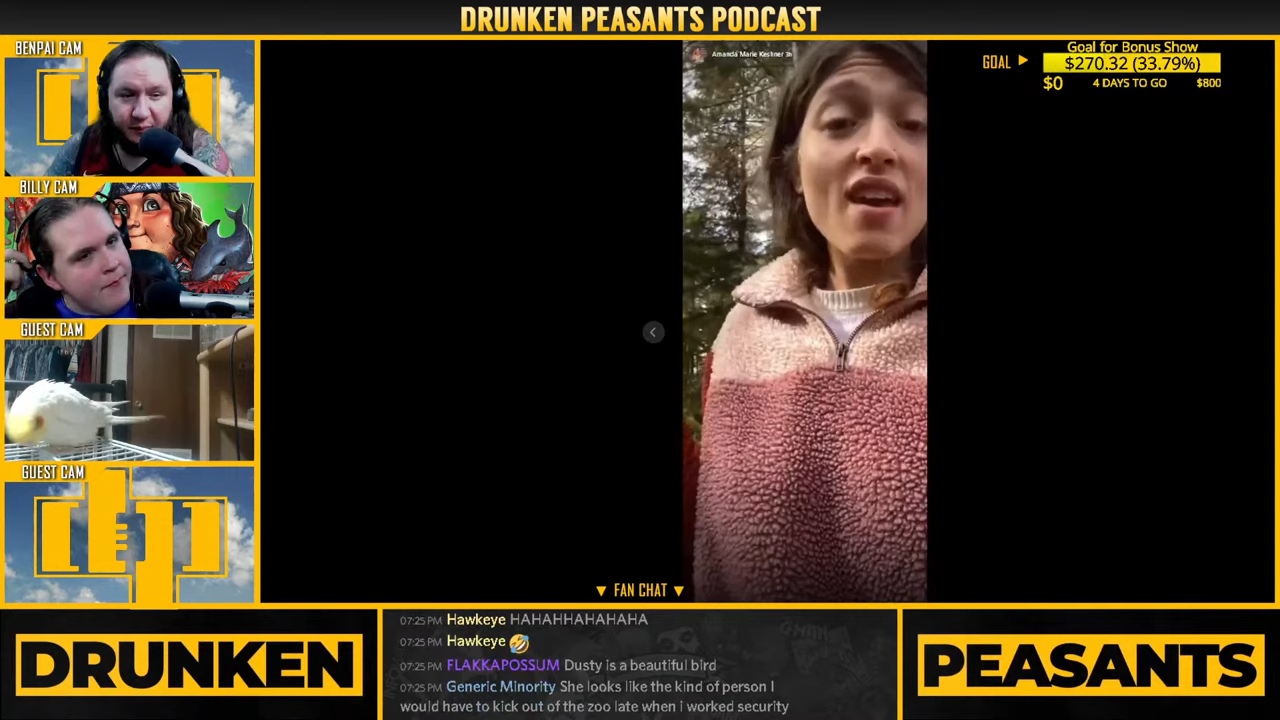 DRUNKEN PEASANTS PODCAST
BENPAI CAM
BILLY CAM
GUEST CAM
GUEST CAM
Amanda Marie Keshner 3h
GOAL
Goal for Bonus Show
$270.32 (33.79%)
$0 4 DAYS TO GO $800
▼ FAN CHAT ▼
07:25 PM Hawkeye HAHAHHAHAHAHA
07:25 PM Hawkeye 🤣
07:25 PM FLAKKAPOSSUM Dusty is a beautiful bird
07:25 PM Generic Minority She looks like the kind of person I
would have to kick out of the zoo late when i worked security
DRUNKEN
PEASANTS